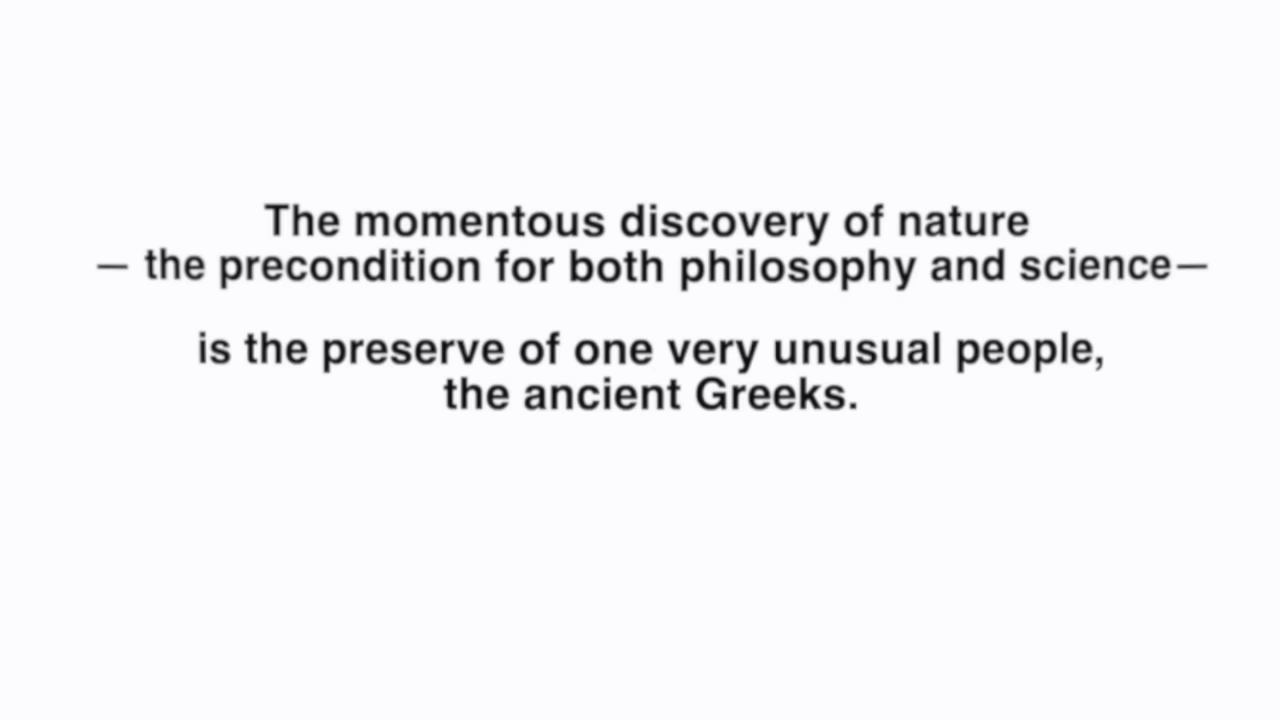 The momentous discovery of nature
— the precondition for both philosophy and science—
is the preserve of one very unusual people,
the ancient Greeks.